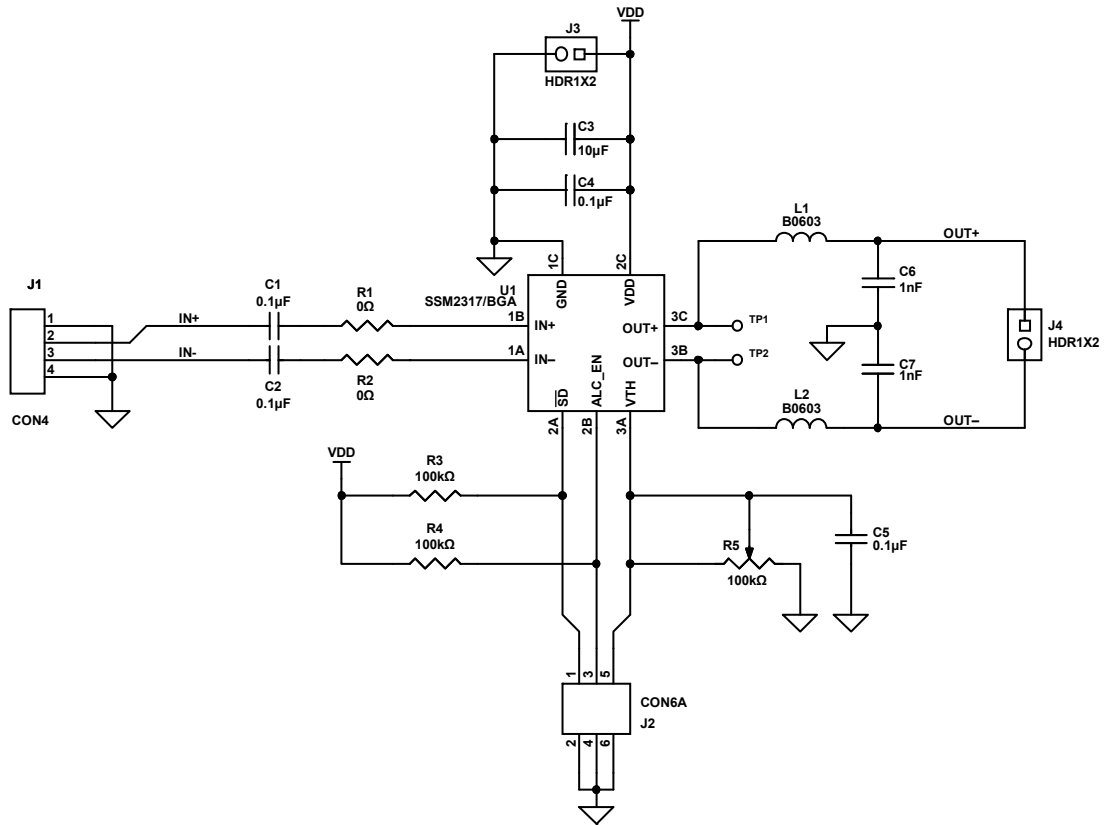 VDD
J3
HDR1X2
C3
10µF
C4
0.1µF
L1
B0603
OUT+
1C
2C
J1
C1
0.1µF
R1
0Ω
U1
SSM2317/BGA
GND
VDD
C6
1nF
1
2
3
4
IN+
IN-
1B
IN+
1A
IN–
OUT+
3C
TP1
OUT–
3B
TP2
J4
HDR1X2
C2
0.1µF
R2
0Ω
SD
ALC_EN
VTH
C7
1nF
L2
B0603
OUT–
CON4
2A
2B
3A
VDD
R3
100kΩ
R4
100kΩ
R5
100kΩ
C5
0.1µF
1
3
5
CON6A
J2
2
4
6